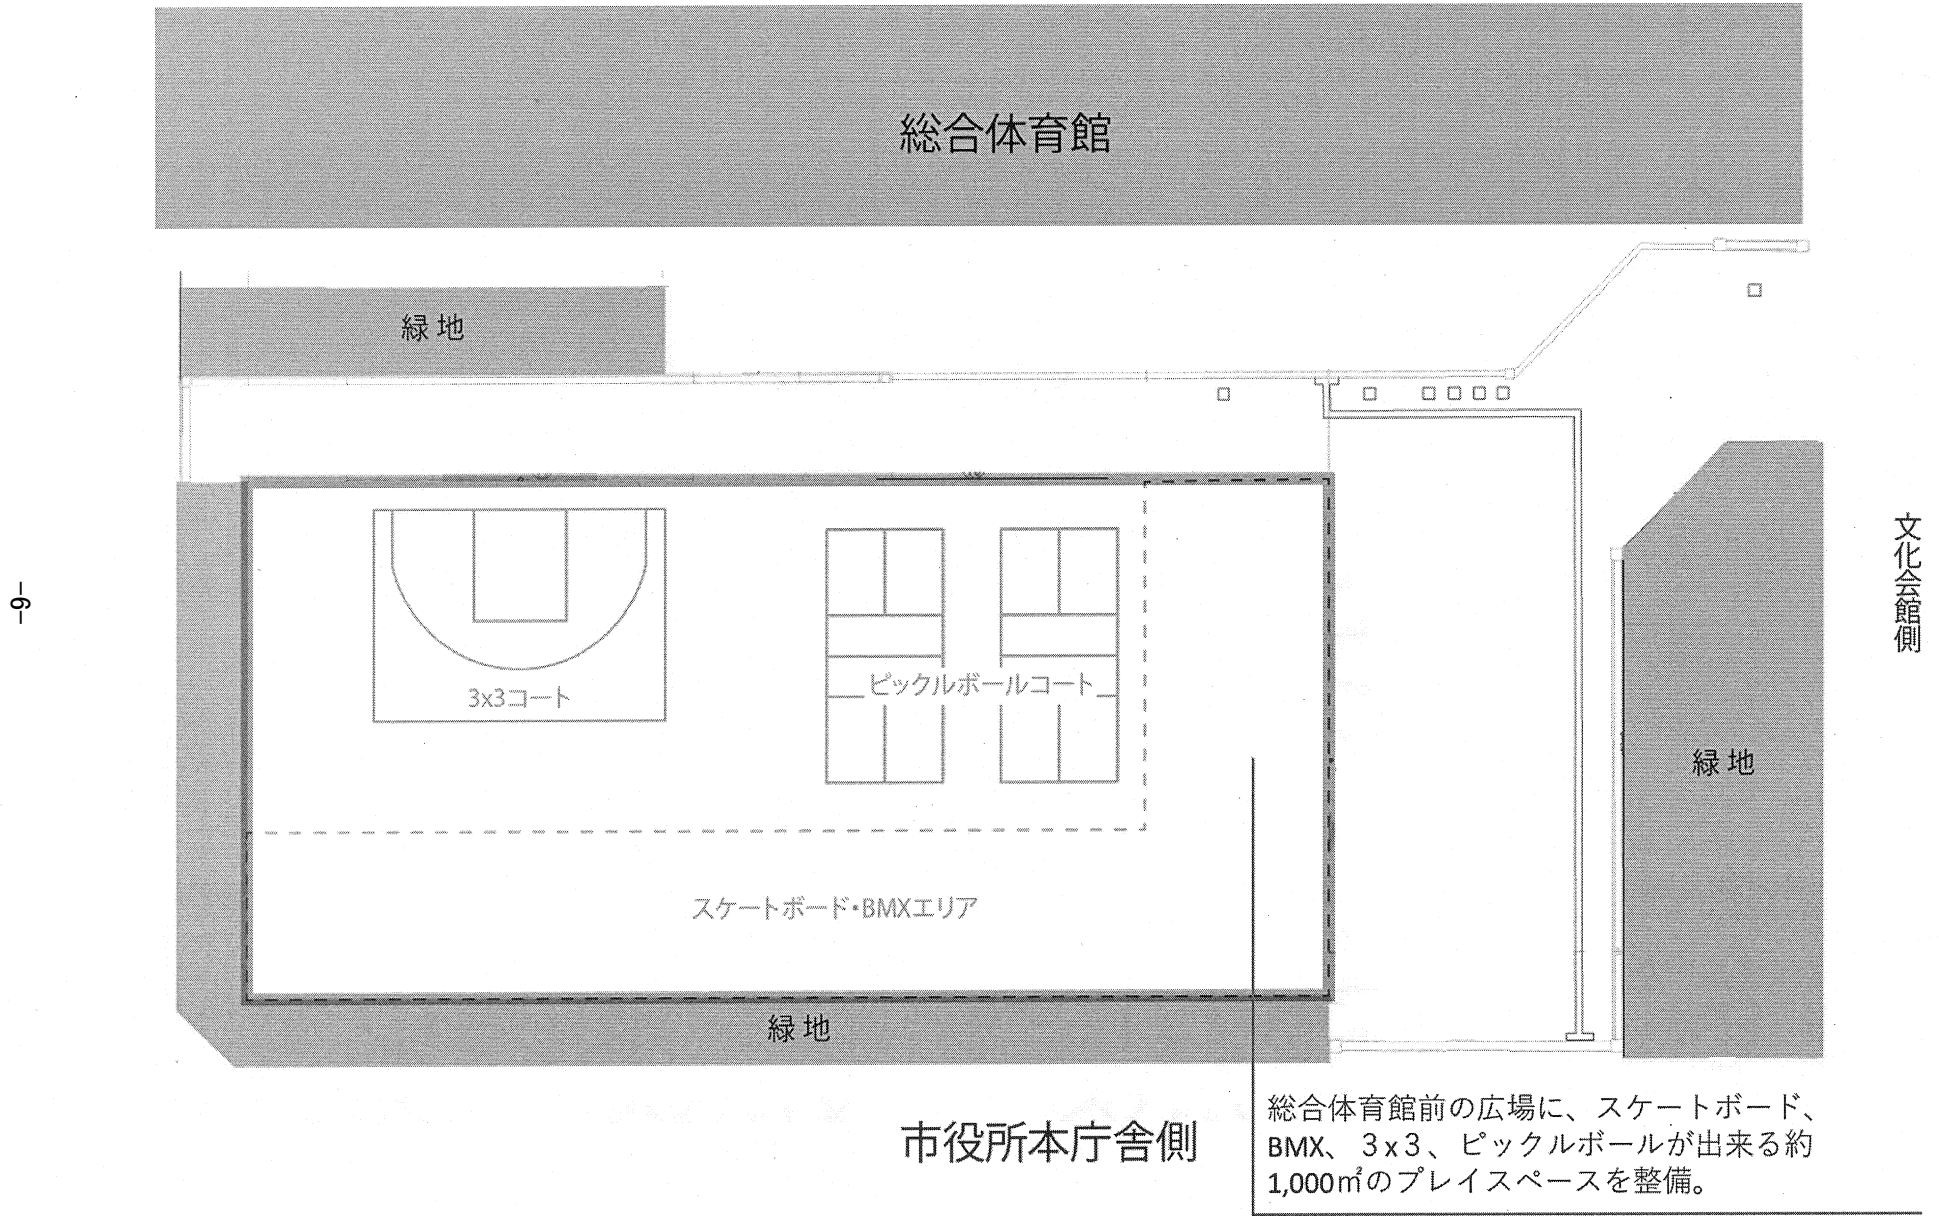 総合体育館
緑地
文化会館側
3x3コート
ピックルボールコート
緑地
スケートボード・BMXエリア
緑地
市役所本庁舎側
総合体育館前の広場に、スケートボード、
BMX、３x３、ピックルボールが出来る約
1,000㎡のプレイスペースを整備。
-9-